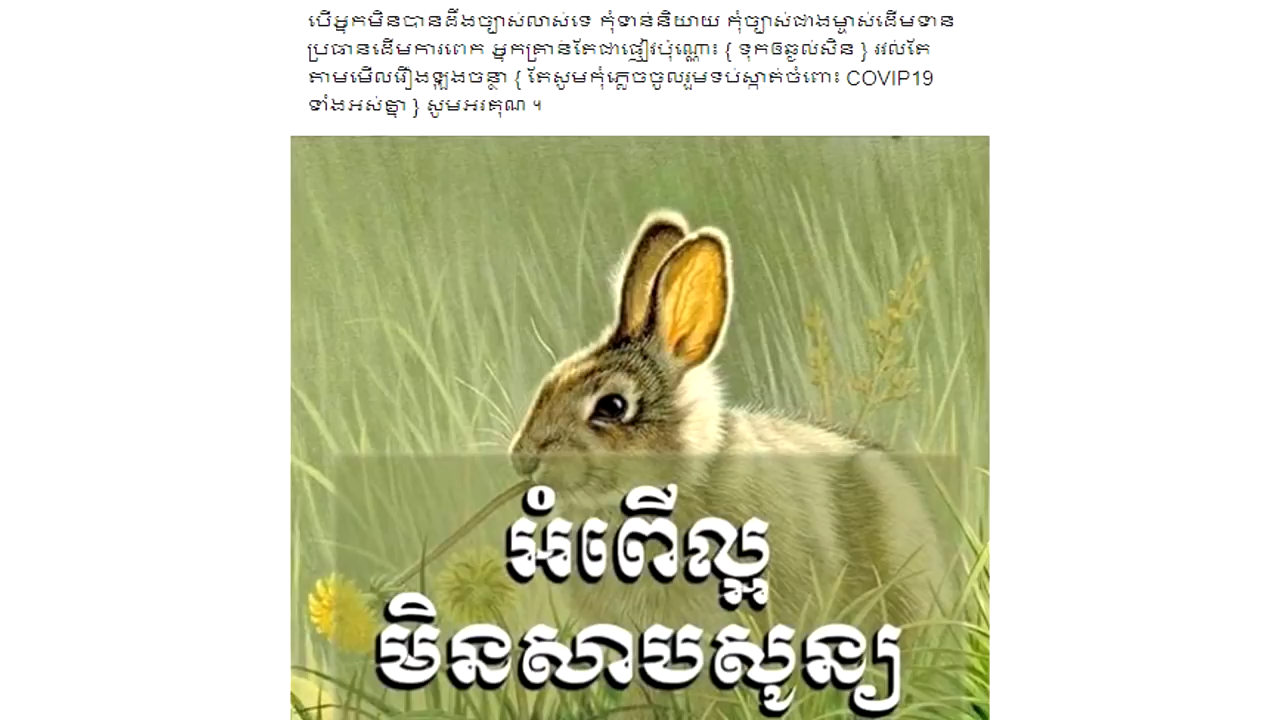 បើអ្នកមិនបានដឹងច្បាស់លាស់ទេ កុំទាន់និយាយ កុំច្បាស់ជាងម្ចាស់ដើមទាន
ប្រធានដើមការពេក អ្នកគ្រាន់តែជាភ្ញៀវប៉ុណ្ណោះ { ទុកឲឆ្ងល់សិន } រវល់តែ
តាមមើលរឿងឡូងចន្ថា { តែសូមកុំភ្លេចចូលរួមទប់ស្កាត់ចំពោះ COVIP19
ទាំងអស់គ្នា } សូមអរគុណ ។
អំពើល្អ
មិនសាបសូន្យ